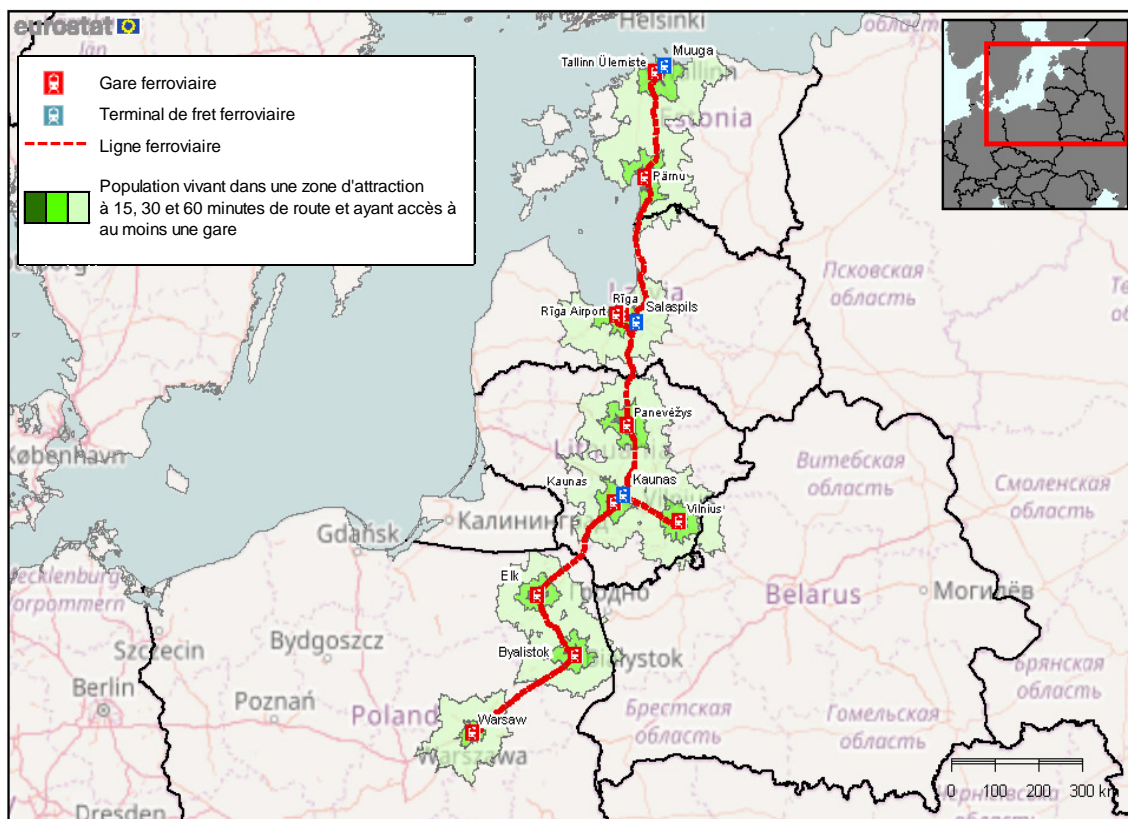 eurostat
Gare ferroviaire
Terminal de fret ferroviaire
Ligne ferroviaire
Population vivant dans une zone d'attraction
à 15, 30 et 60 minutes de route et ayant accès à
au moins une gare
Helsinki
Muuga
Tallinn Ülemiste
Estonia
Pärnu
Псковская
область
Rīga
Rīga Airport
Salaspils
Panevėžys
København
Lithuania
Витебская
область
Смоленская
область
Kaunas
Kaunas
Vilnius
Vilnius
Gdańsk
Elk
Belarus
Могилёв
Szczecin
Bydgoszcz
Byalistok
Брянская
область
Berlin
Poznań
Poland
Warsaw
Warszawa
Брестская
область
Гомельская
область
Dresden
0 100 200 300 km